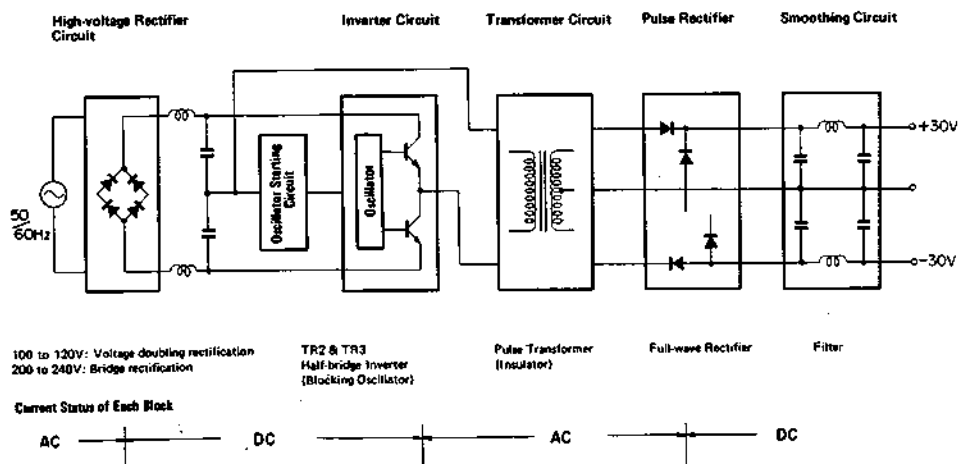 High-voltage Rectifier
Circuit
Inverter Circuit
Transformer Circuit
Pulse Rectifier
Smoothing Circuit
50
60Hz
Oscillator Starting
Circuit
Oscillator
+30V
-30V
100 to 120V: Voltage doubling rectification
200 to 240V: Bridge rectification
TR2 & TR3
Half-bridge Inverter
(Blocking Oscillator)
Pulse Transformer
(Insulator)
Full-wave Rectifier
Filter
Current Status of Each Block
AC
DC
AC
DC